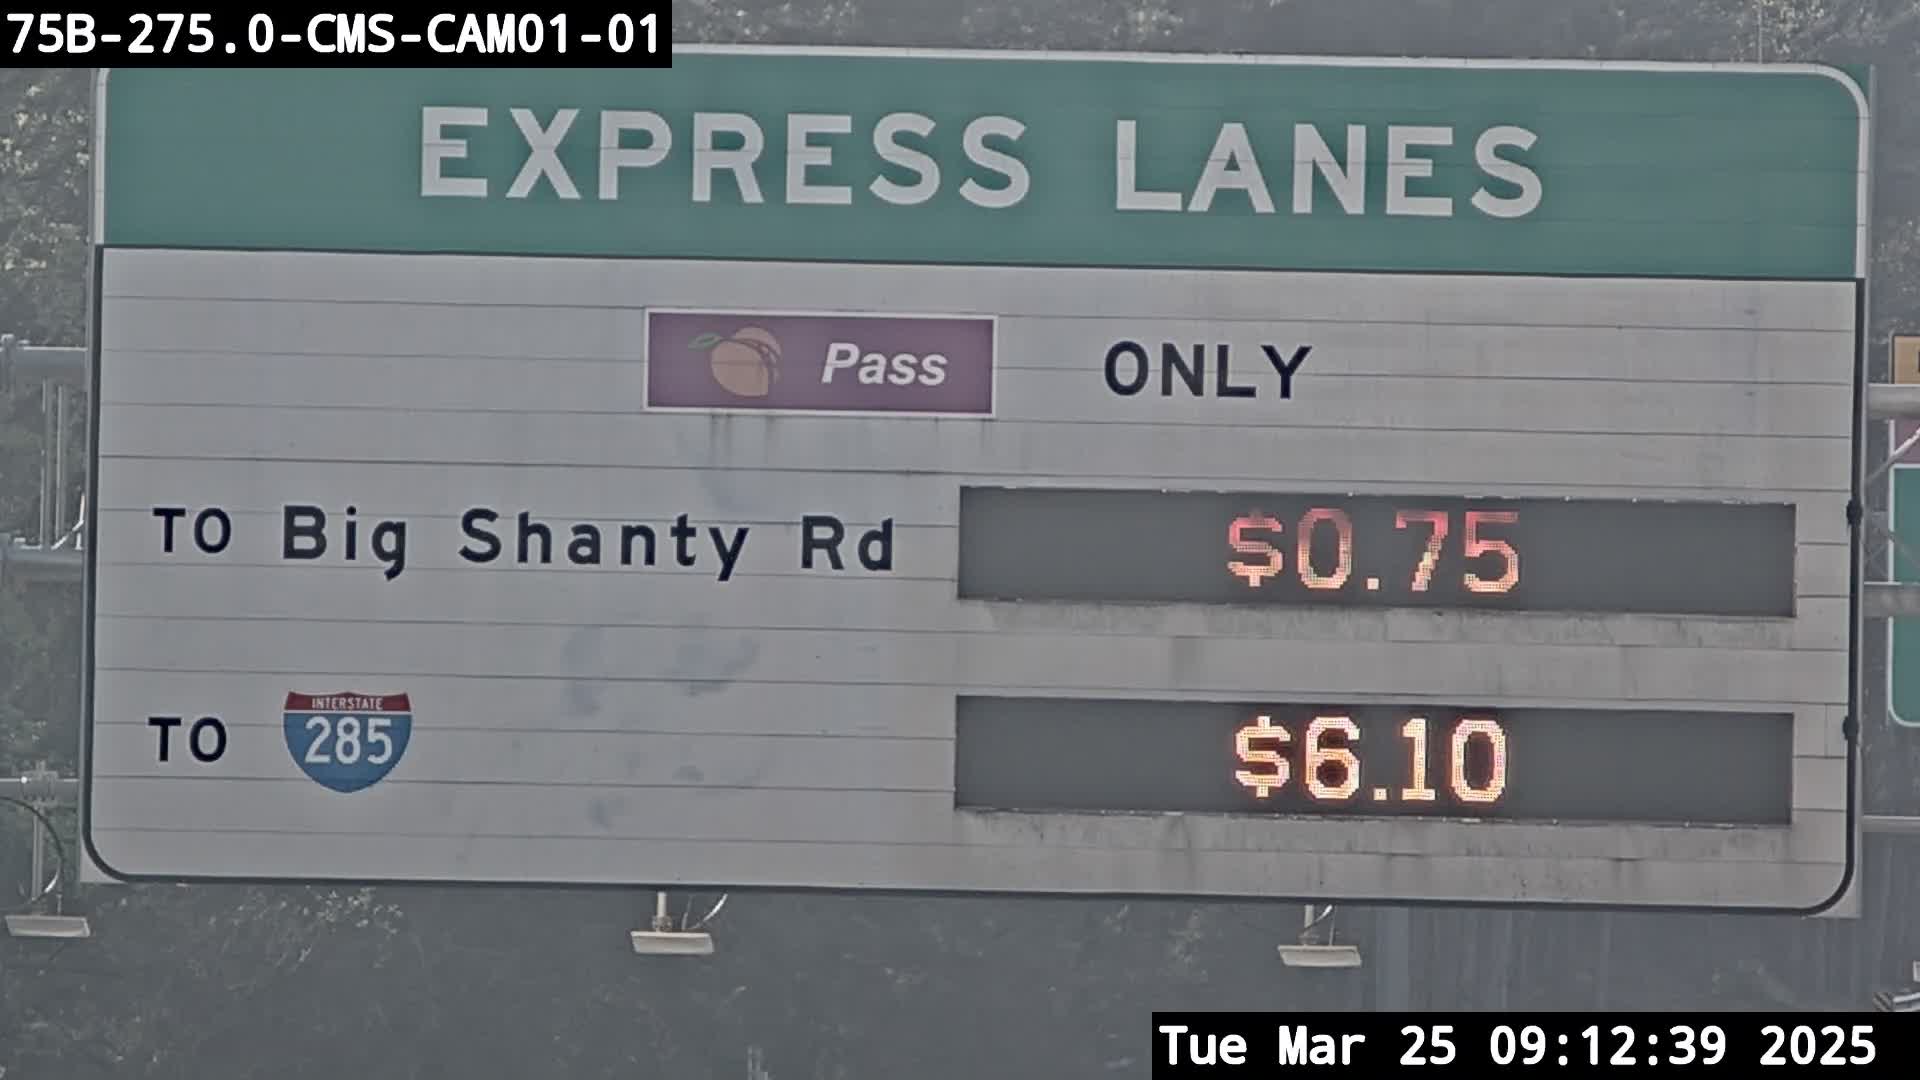 75B-275.0-CMS-CAM01-01
EXPRESS LANES
Pass ONLY
TO Big Shanty Rd $0.75
INTERSTATE
TO 285 $6.10
Tue Mar 25 09:12:39 2025